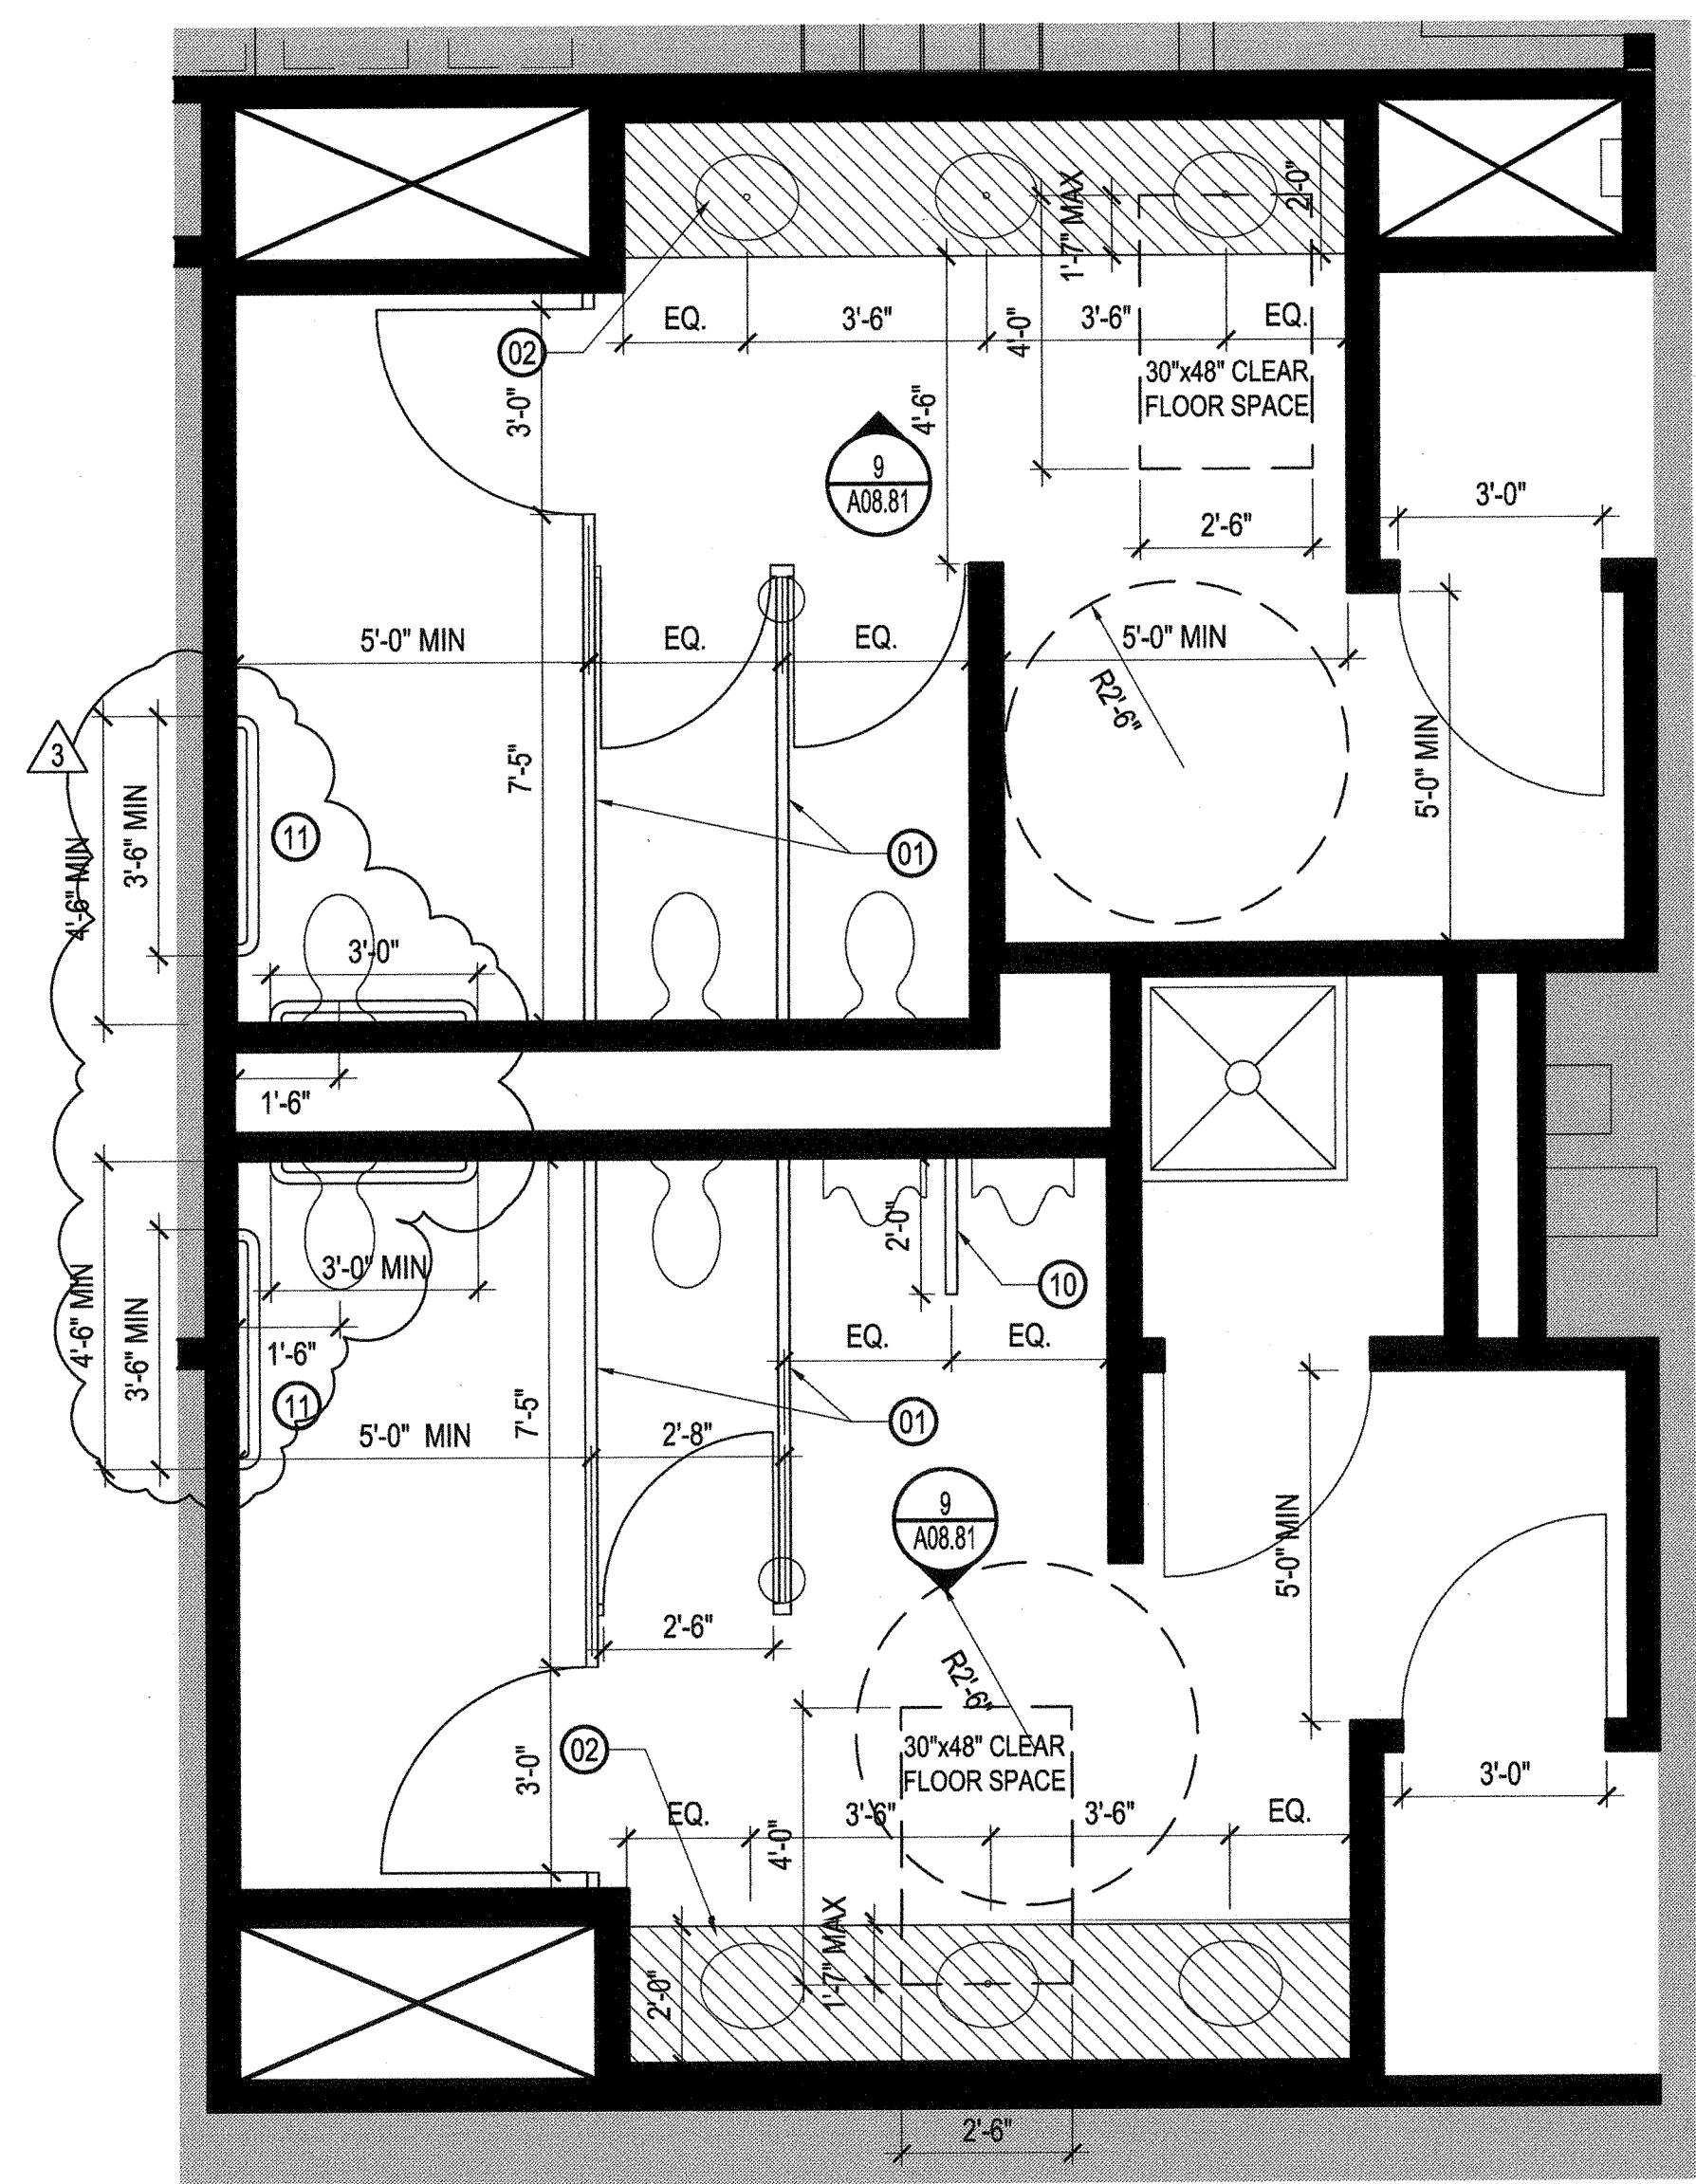 2'-0"
1'-7" MAX
EQ.
3'-6"
3'-6"
EQ.
02
4'-0"
30"x48" CLEAR
FLOOR SPACE
3'-0"
4'-6"
9
A08.81
3'-0"
2'-6"
5'-0" MIN
EQ.
EQ.
5'-0" MIN
R2'-6"
3
7'-5"
5'-0" MIN
4'-6" MIN
3'-6" MIN
11
01
3'-0"
1'-6"
2'-0"
3'-0" MIN
10
4'-6" MIN
3'-6" MIN
1'-6"
EQ.
EQ.
11
7'-5"
01
5'-0" MIN
2'-8"
9
A08.81
5'-0" MIN
2'-6"
R2'-6"
02
30"x48" CLEAR
FLOOR SPACE
3'-0"
3'-0"
EQ.
4'-0"
3'-6"
3'-6"
EQ.
1'-7" MAX
2'-0"
2'-6"